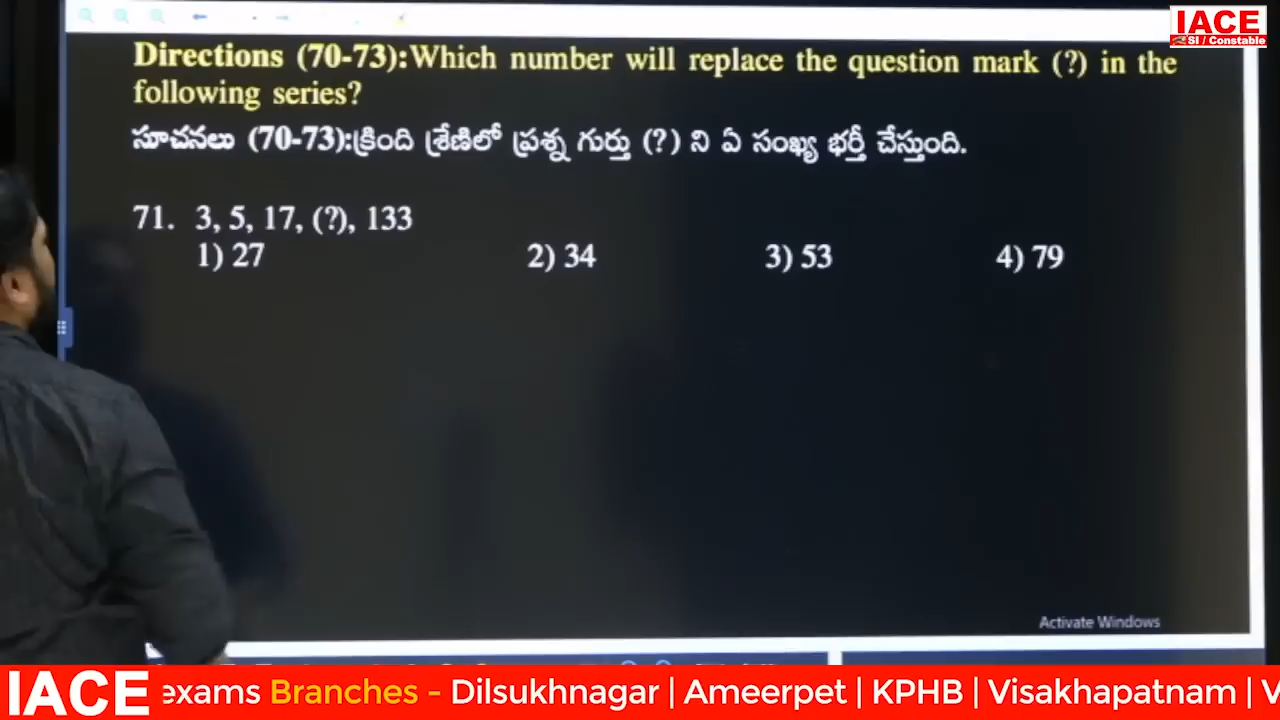 IACE
SI / Constable
Directions (70-73):Which number will replace the question mark (?) in the
following series?
సూచనలు (70-73):క్రింది శ్రేణిలో ప్రశ్న గుర్తు (?) ని ఏ సంఖ్య భర్తీ చేస్తుంది.
71. 3, 5, 17, (?), 133
1) 27 2) 34 3) 53 4) 79
Activate Windows
IACE exams Branches - Dilsukhnagar | Ameerpet | KPHB | Visakhapatnam |